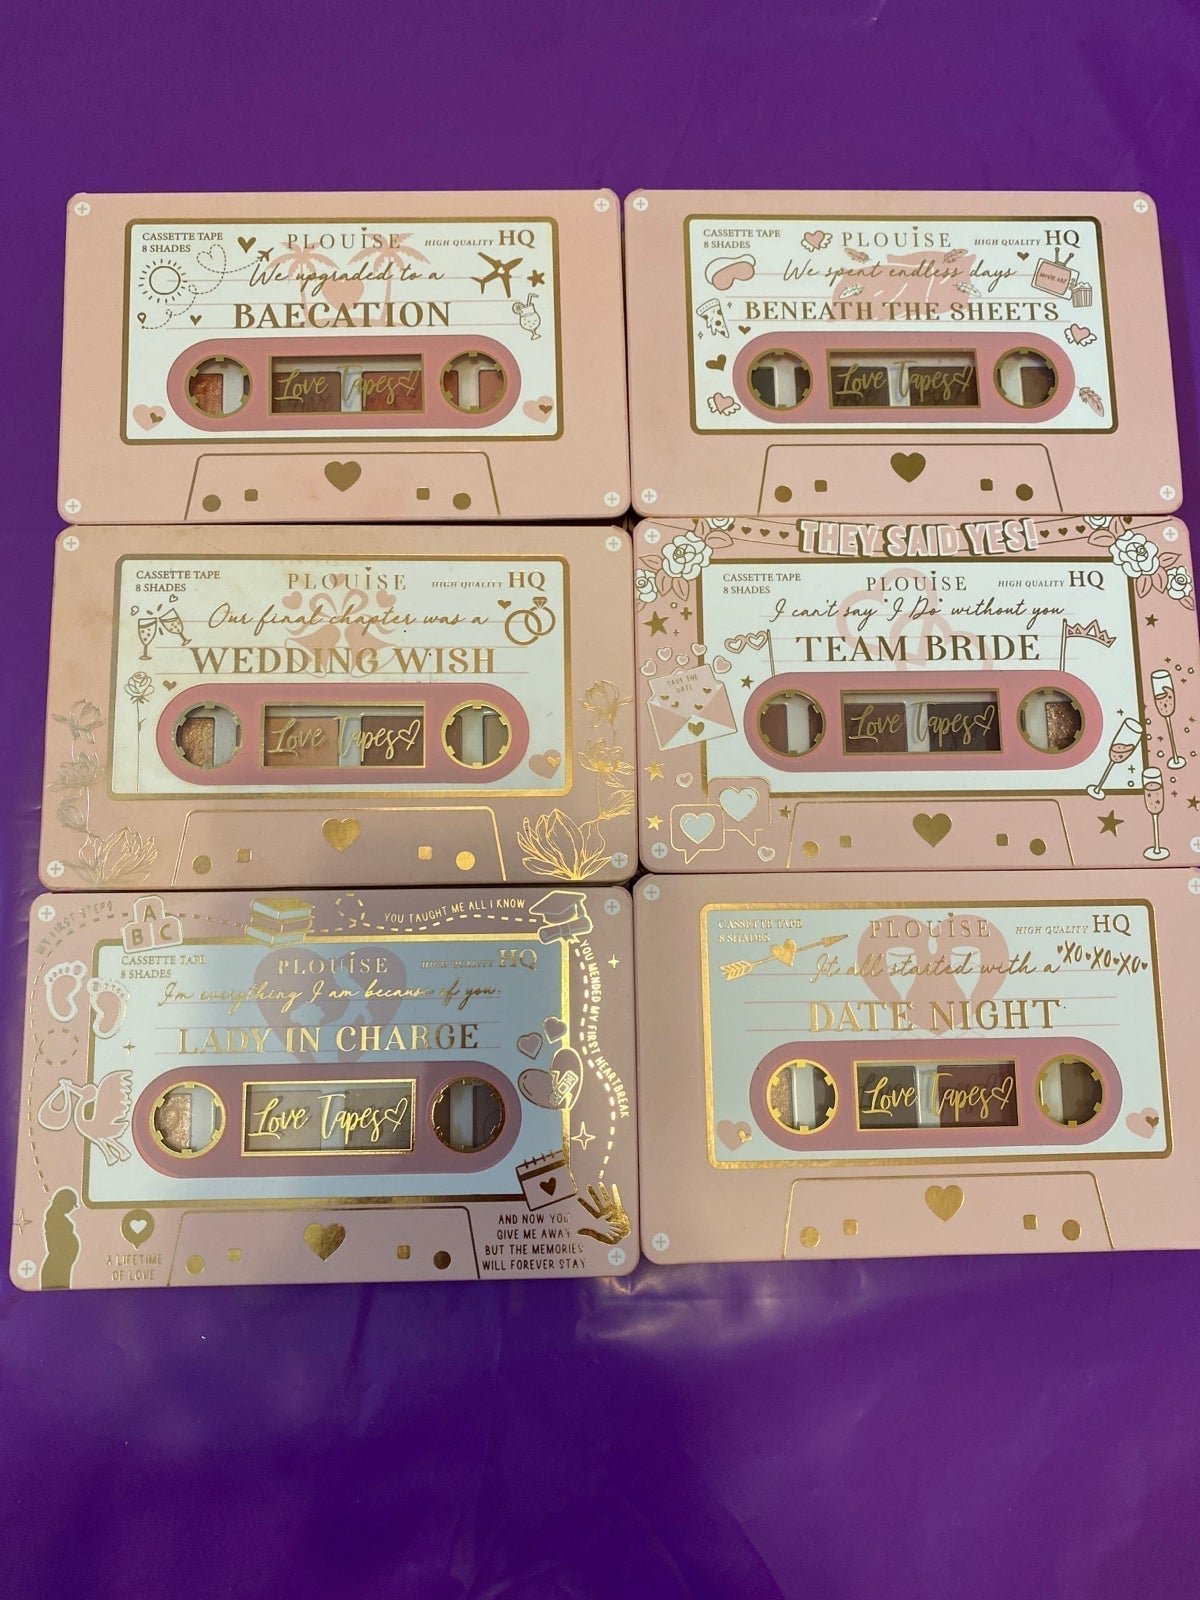 CASSETTE TAPE
8 SHADES
PLOUISE
HIGH QUALITY HQ
We upgraded to a
BAECATION
Love Tapes
CASSETTE TAPE
8 SHADES
PLOUISE
HIGH QUALITY HQ
We spent endless days
BENEATH THE SHEETS
Love Tapes
CASSETTE TAPE
8 SHADES
PLOUISE
HIGH QUALITY HQ
Our final chapter was a
WEDDING WISH
Love Tapes
THEY SAID YES!
CASSETTE TAPE
8 SHADES
PLOUISE
HIGH QUALITY HQ
I can't say 'I Do' without you
TEAM BRIDE
SAVE THE
DATE
Love Tapes
MY FIRST STEPS
A
B C
YOU TAUGHT ME ALL I KNOW
CASSETTE TAPE
8 SHADES
PLOUISE
HIGH QUALITY HQ
I'm everything I am because of you.
LADY IN CHARGE
YOU MENDED MY FIRST HEARTBREAK
Love Tapes
A LIFETIME
OF LOVE
AND NOW YOU
GIVE ME AWAY
BUT THE MEMORIES
WILL FOREVER STAY
CASSETTE TAPE
8 SHADES
PLOUISE
HIGH QUALITY HQ
It all started with a XO XO XO
DATE NIGHT
Love Tapes